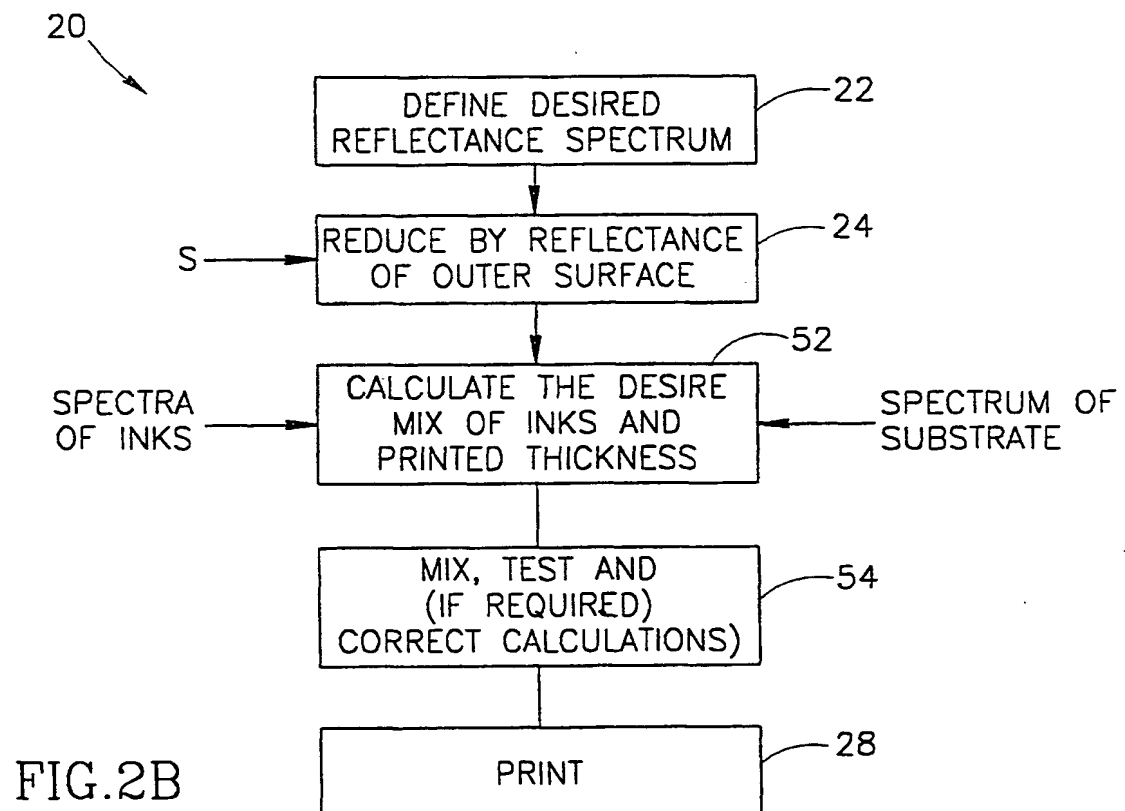 20
DEFINE DESIRED
REFLECTANCE SPECTRUM
22
S
REDUCE BY REFLECTANCE
OF OUTER SURFACE
24
SPECTRA
OF INKS
CALCULATE THE DESIRE
MIX OF INKS AND
PRINTED THICKNESS
52
SPECTRUM OF
SUBSTRATE
MIX, TEST AND
(IF REQUIRED)
CORRECT CALCULATIONS)
54
PRINT
28
FIG.2B